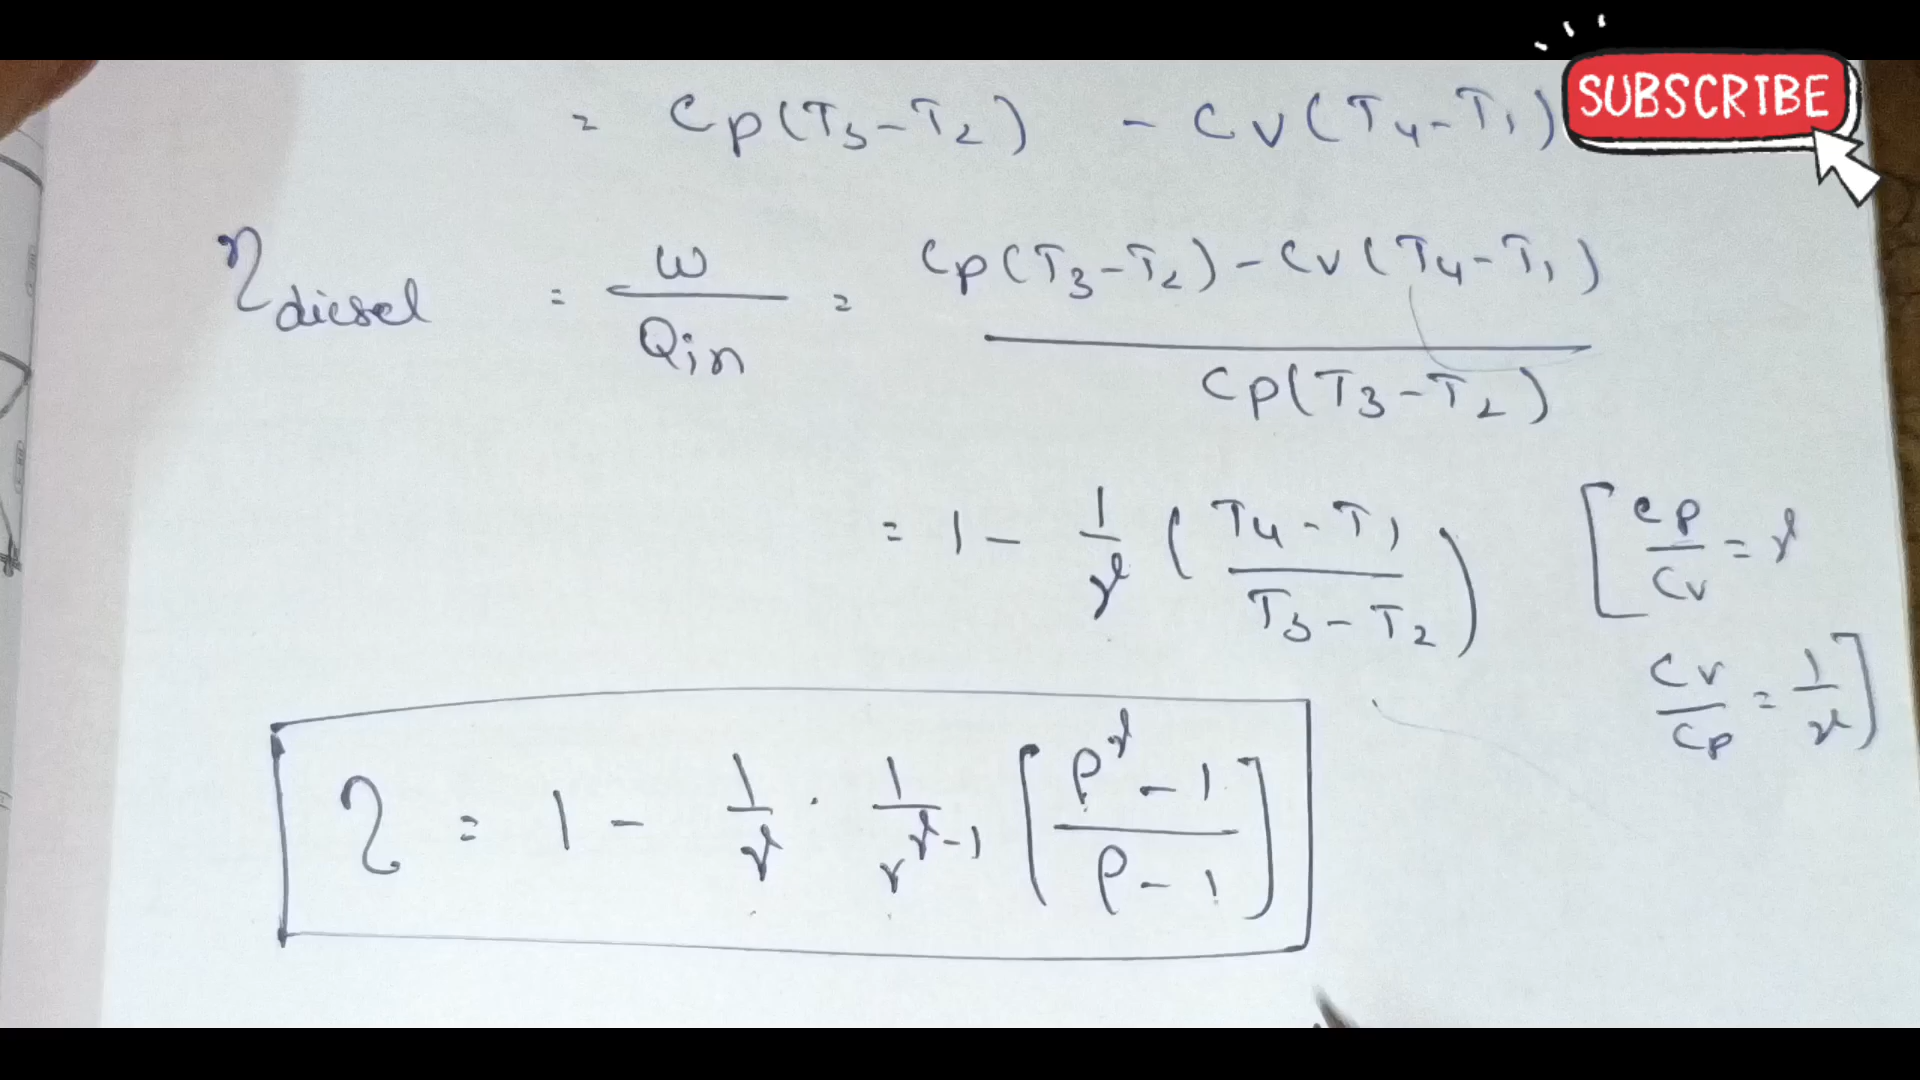 SUBSCRIBE
= Cp(T3-T2) - Cv(T4-T1)
η diesel = W/Qin = Cp(T3-T2)-Cv(T4-T1) / Cp(T3-T2)
= 1 - 1/γ (T4-T1 / T3-T2) [Cp/Cv = γ
Cv/Cp = 1/γ]
η = 1 - 1/γ · 1/r^γ-1 [ρ^γ-1 / ρ-1]